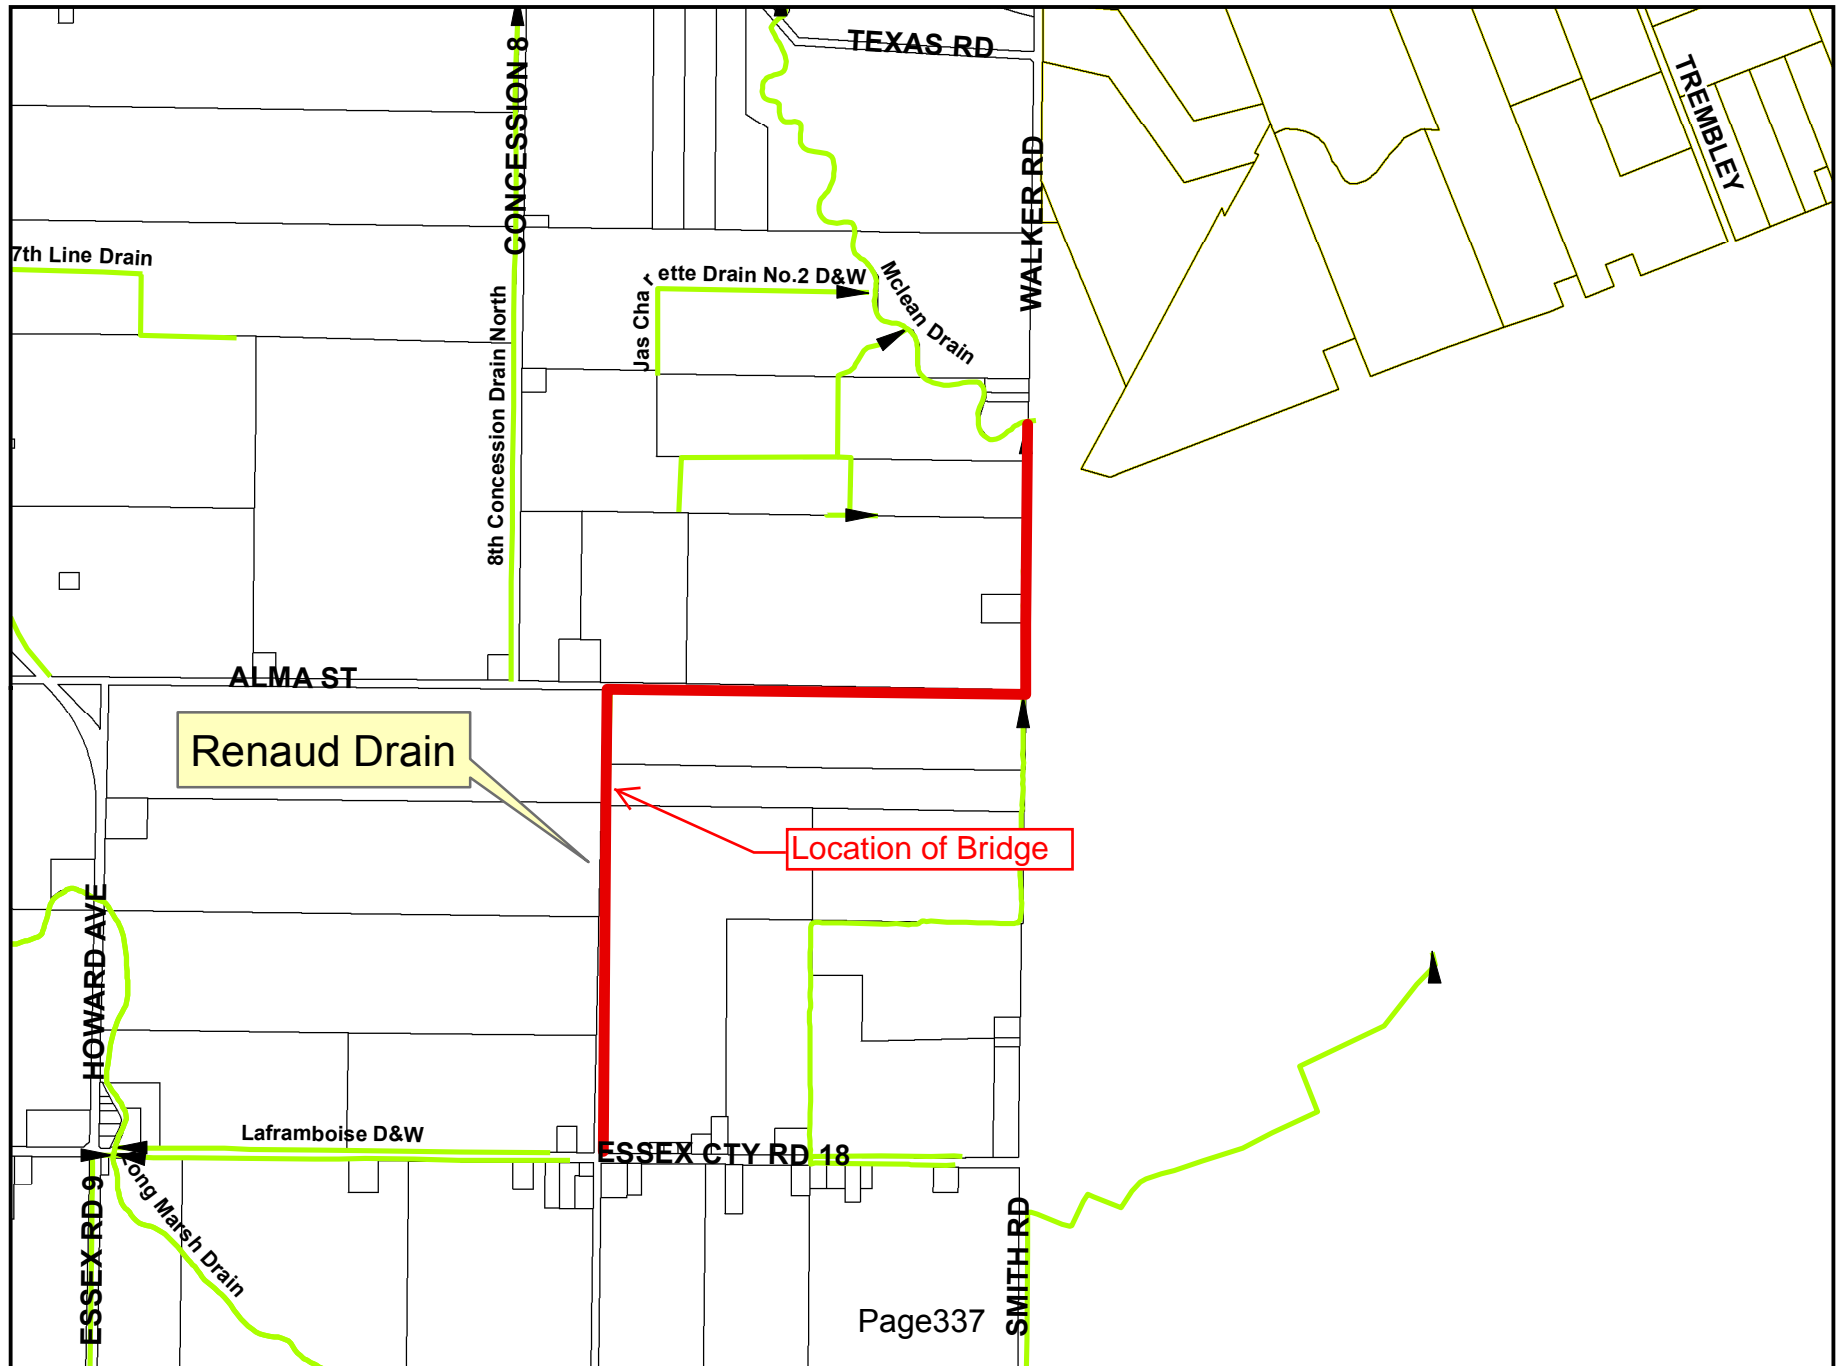 TEXAS RD
CONCESSION 8
TREMBLEY
WALKER RD
7th Line Drain
Jas Charette Drain No.2 D&W
Mclean Drain
8th Concession Drain North
ALMA ST
Renaud Drain
Location of Bridge
HOWARD AVE
Laframboise D&W
ESSEX CTY RD 18
Long Marsh Drain
ESSEX RD 9
SMITH RD
Page337